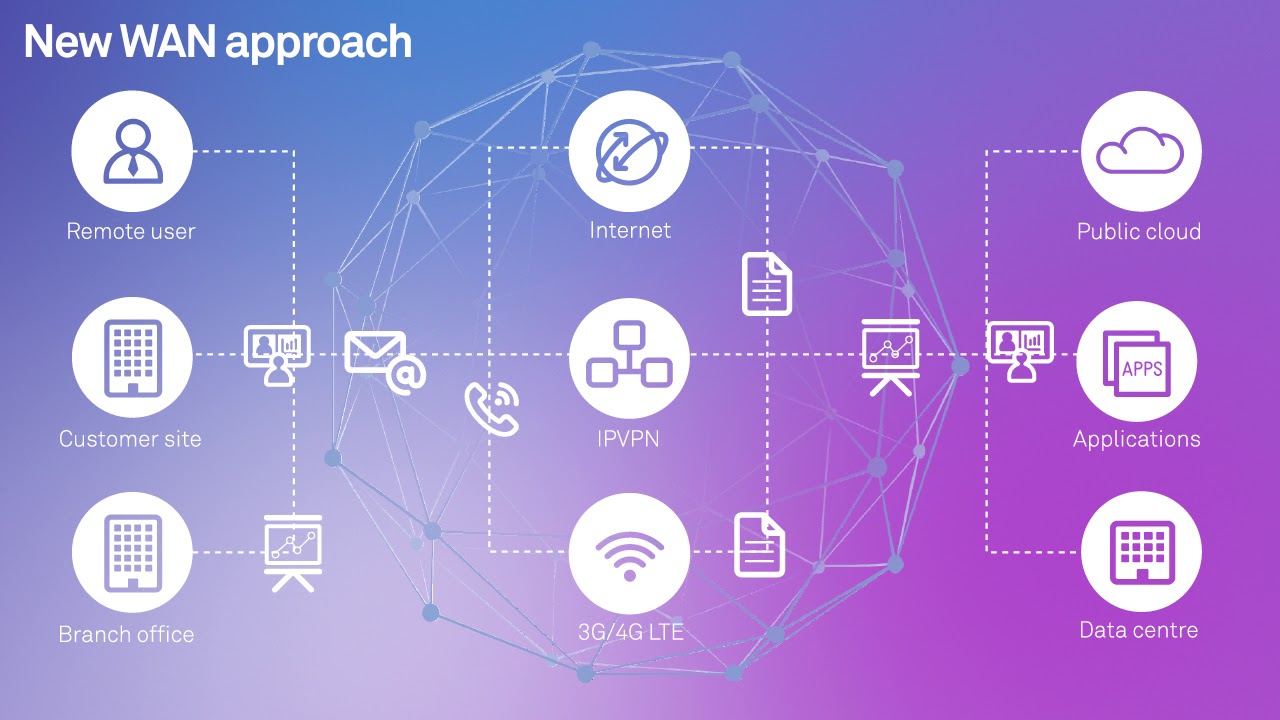 New WAN approach
Remote user
Internet
Public cloud
APPS
Customer site
IPVPN
Applications
Branch office
3G/4G LTE
Data centre